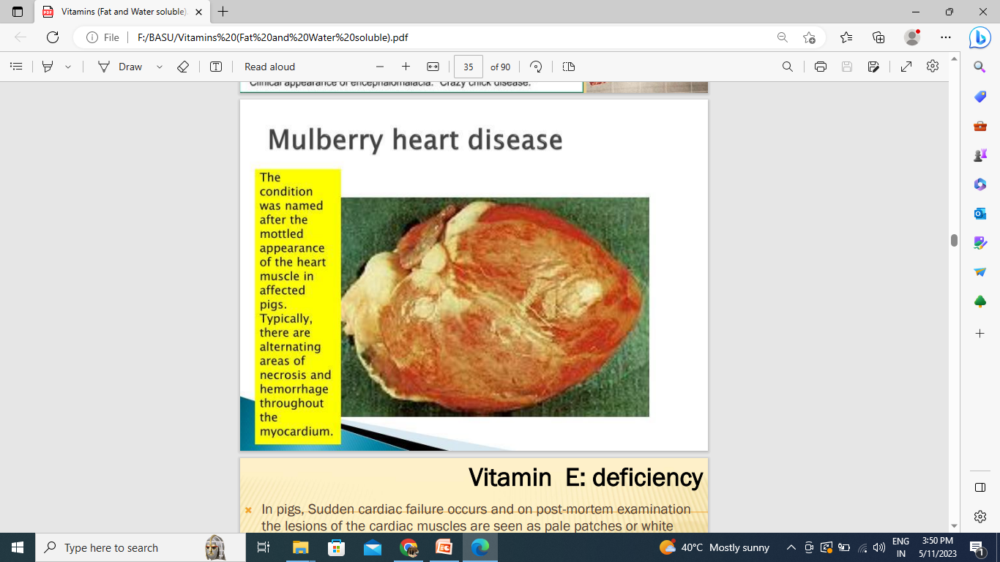 Vitamins (Fat and Water soluble).
File
F:/BASU/Vitamins%20(Fat%20and%20Water%20soluble).pdf
Draw
Read aloud
35
of 90
Clinical appearance of encephalomalacia. "Crazy chick disease.
Mulberry heart disease
The
condition
was named
after the
mottled
appearance
of the heart
muscle in
affected
pigs.
Typically,
there are
alternating
areas of
necrosis and
hemorrhage
throughout
the
myocardium.
Vitamin E: deficiency
In pigs, Sudden cardiac failure occurs and on post-mortem examination
the lesions of the cardiac muscles are seen as pale patches or white
Type here to search
40°C Mostly sunny
ENG
IN
3:50 PM
5/11/2023
1